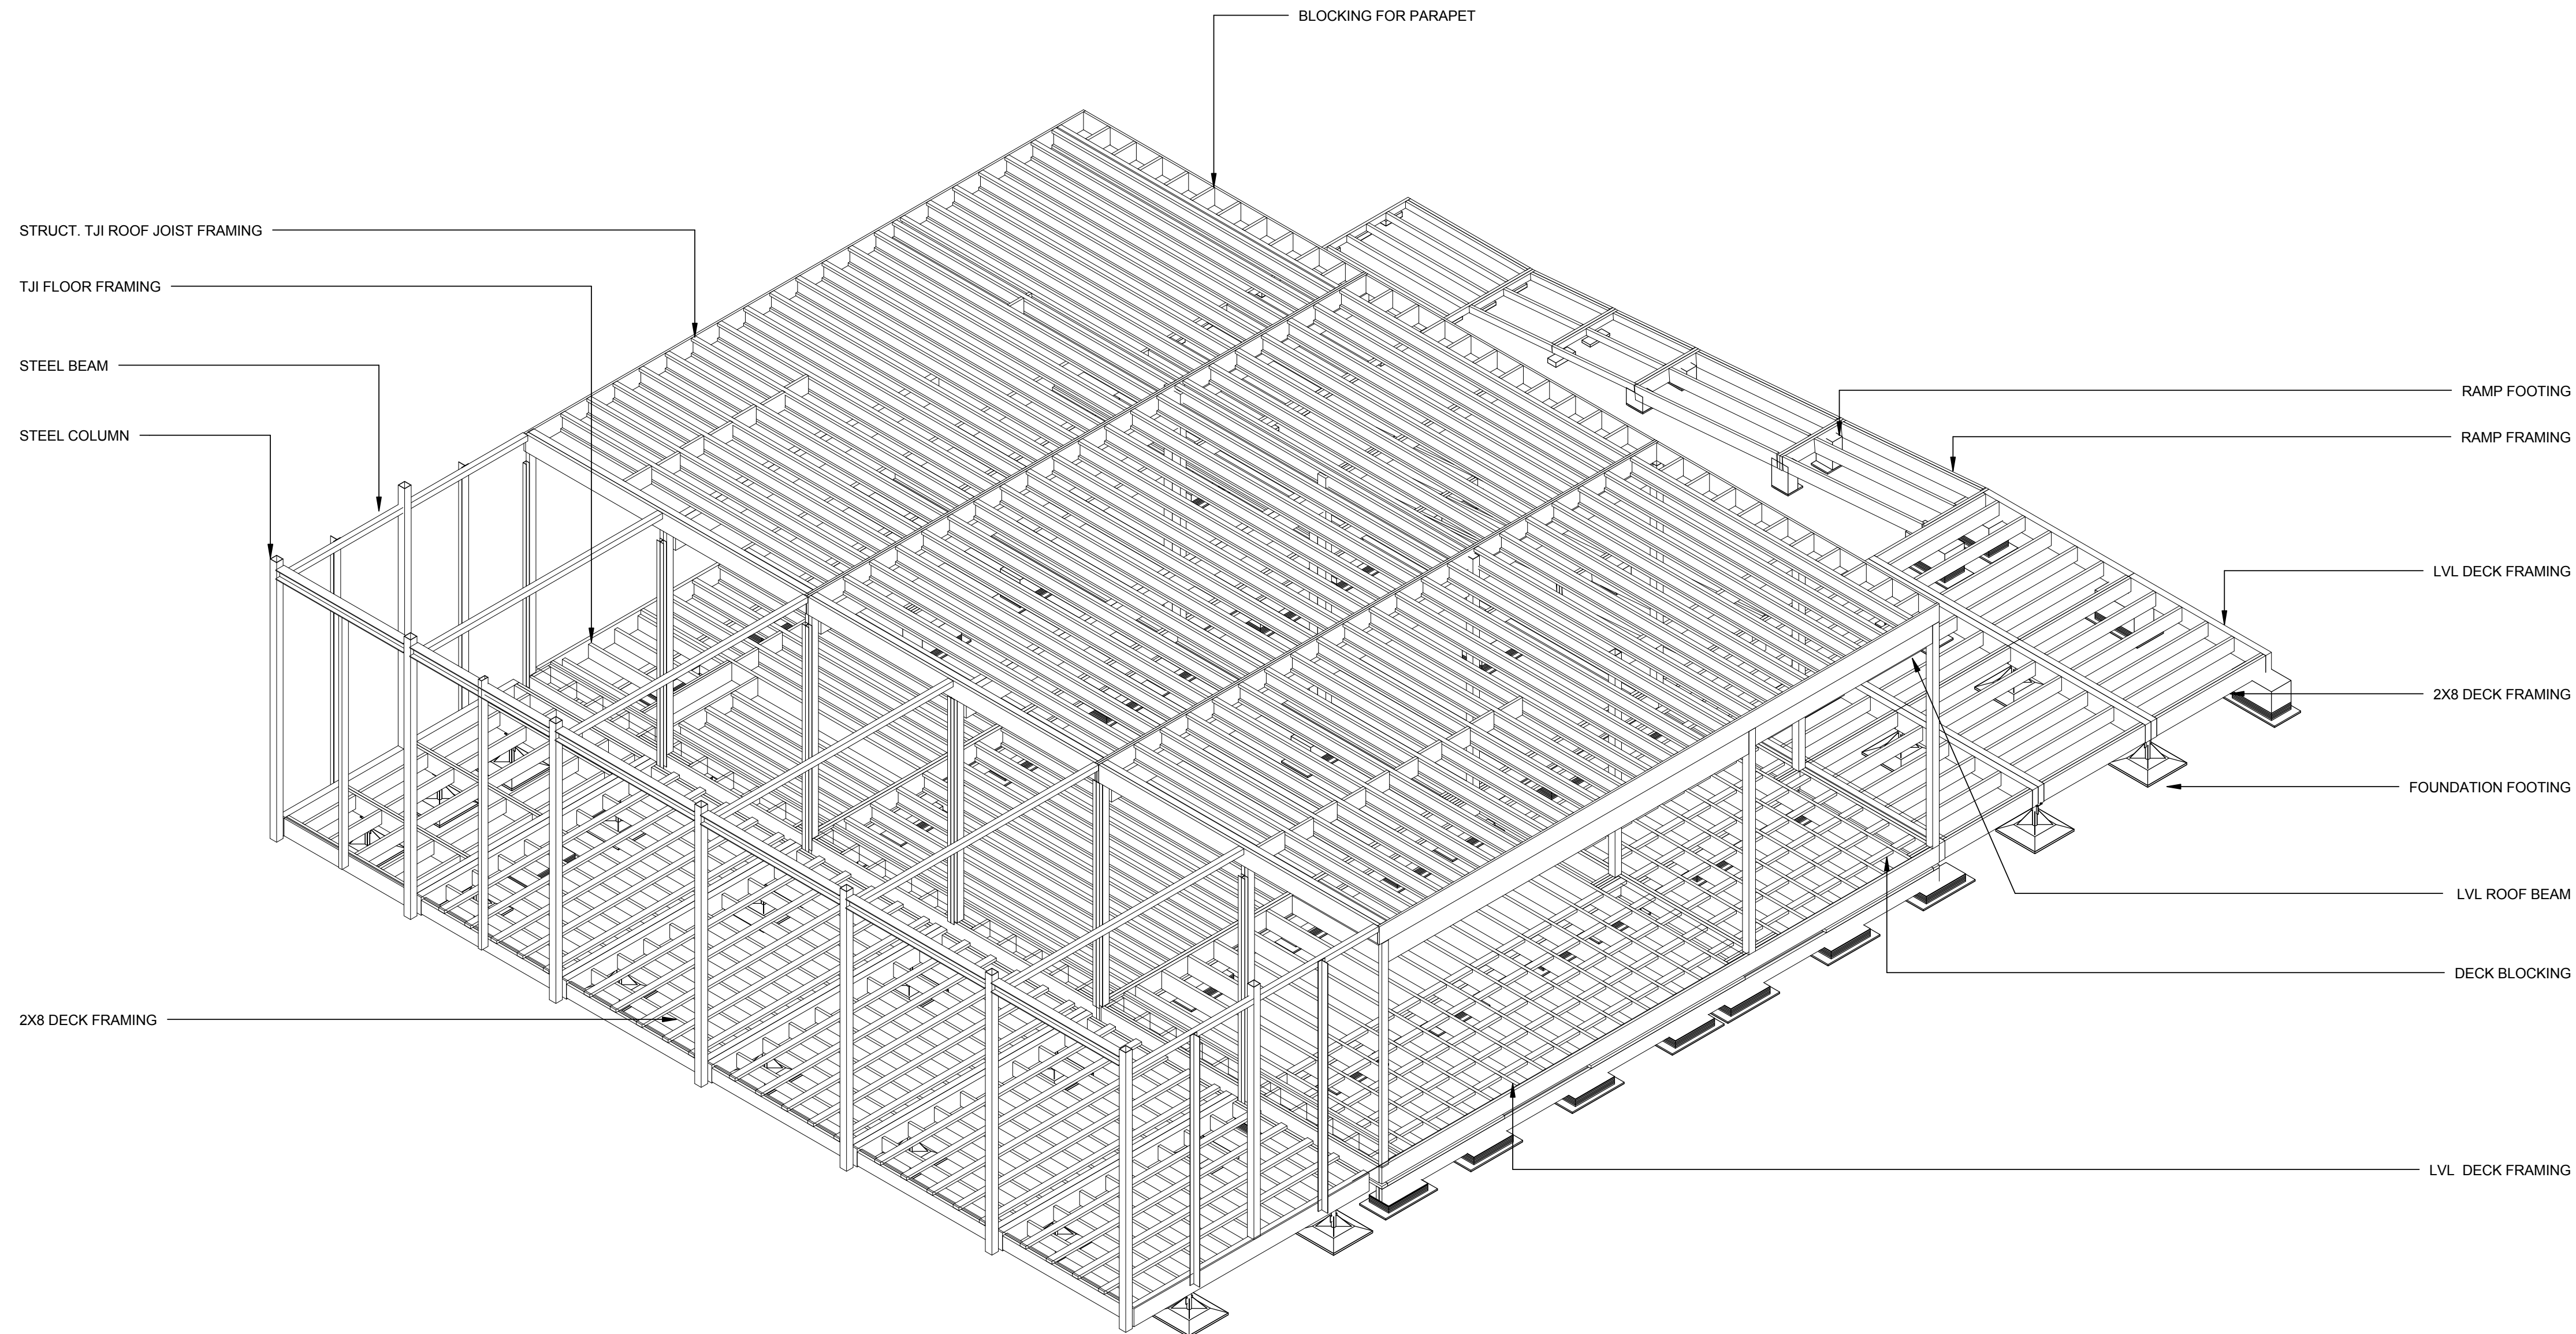 BLOCKING FOR PARAPET
STRUCT. TJI ROOF JOIST FRAMING
TJI FLOOR FRAMING
STEEL BEAM
STEEL COLUMN
2X8 DECK FRAMING
RAMP FOOTING
RAMP FRAMING
LVL DECK FRAMING
2X8 DECK FRAMING
FOUNDATION FOOTING
LVL ROOF BEAM
DECK BLOCKING
LVL DECK FRAMING